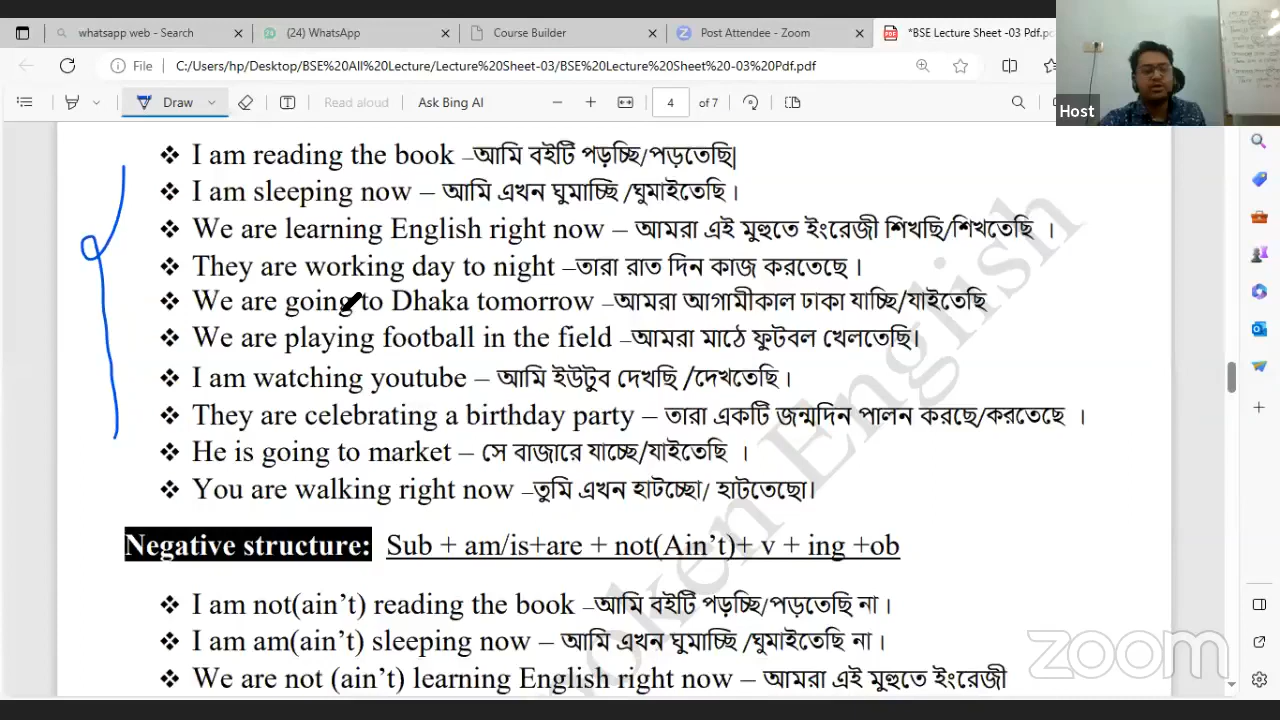 whatsapp web - Search
(24) WhatsApp
Course Builder
Post Attendee - Zoom
*BSE Lecture Sheet -03 Pdf.pc
File
C:/Users/hp/Desktop/BSE%20All%20Lecture/Lecture%20Sheet-03/BSE%20Lecture%20Sheet%20-03%20Pdf.pdf
Draw
Read aloud
Ask Bing AI
4 of 7
Host
❖ I am reading the book –আমি বইটি পড়চ্ছি/পড়তেছি|
❖ I am sleeping now – আমি এখন ঘুমাচ্ছি /ঘুমাইতেছি।
❖ We are learning English right now – আমরা এই মুহুতে ইংরেজী শিখছি/শিখতেছি ।
❖ They are working day to night –তারা রাত দিন কাজ করতেছে।
❖ We are going to Dhaka tomorrow –আমরা আগামীকাল ঢাকা যাচ্ছি/যাইতেছি
❖ We are playing football in the field –আমরা মাঠে ফুটবল খেলতেছি।
❖ I am watching youtube – আমি ইউটুব দেখছি /দেখতেছি।
❖ They are celebrating a birthday party – তারা একটি জন্মদিন পালন করছে/করতেছে ।
❖ He is going to market – সে বাজারে যাচ্ছে/যাইতেছি ।
❖ You are walking right now –তুমি এখন হাটচ্ছো/ হাটতেছো।
Negative structure: Sub + am/is+are + not(Ain’t)+ v + ing +ob
❖ I am not(ain’t) reading the book –আমি বইটি পড়চ্ছি/পড়তেছি না।
❖ I am am(ain’t) sleeping now – আমি এখন ঘুমাচ্ছি /ঘুমাইতেছি না।
❖ We are not (ain’t) learning English right now – আমরা এই মুহুতে ইংরেজী
oken English
zoom